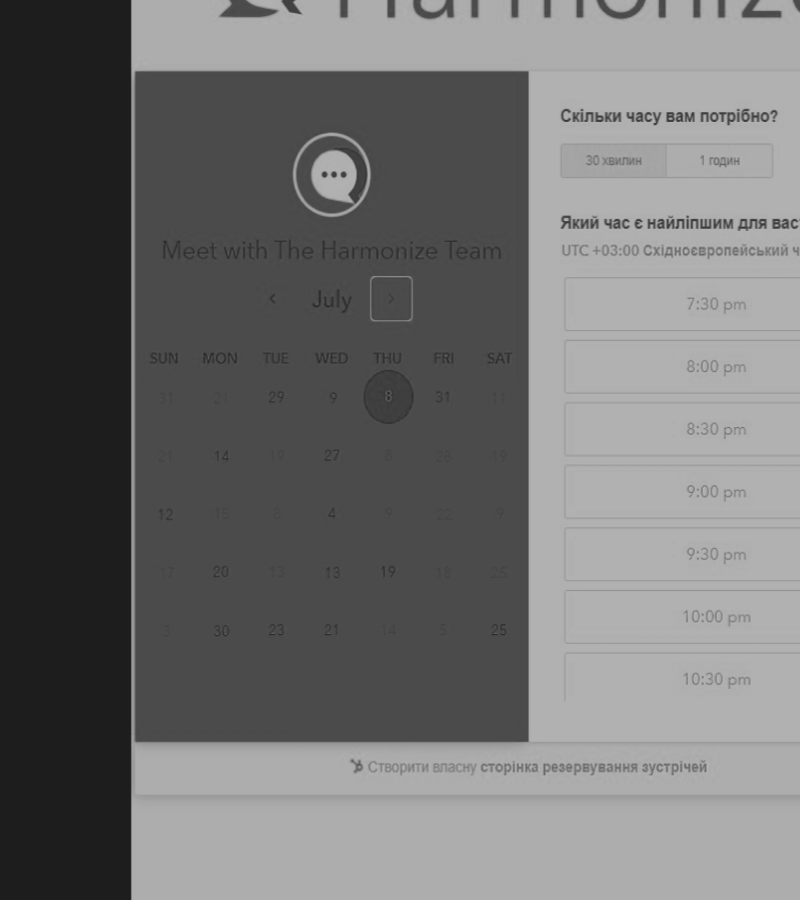 Harmonize
Meet with The Harmonize Team
July
SUN MON TUE WED THU FRI SAT
31 21 29 9 8 31 11
21 14 19 27 8 26 19
12 15 8 4 9 22 9
17 20 13 13 19 18 25
3 30 23 21 14 5 25
Скільки часу вам потрібно?
30 хвилин 1 годин
Який час є найліпшим для вас
UTC +03:00 Східноєвропейський ч
7:30 pm
8:00 pm
8:30 pm
9:00 pm
9:30 pm
10:00 pm
10:30 pm
Створити власну сторінка резервування зустрічей